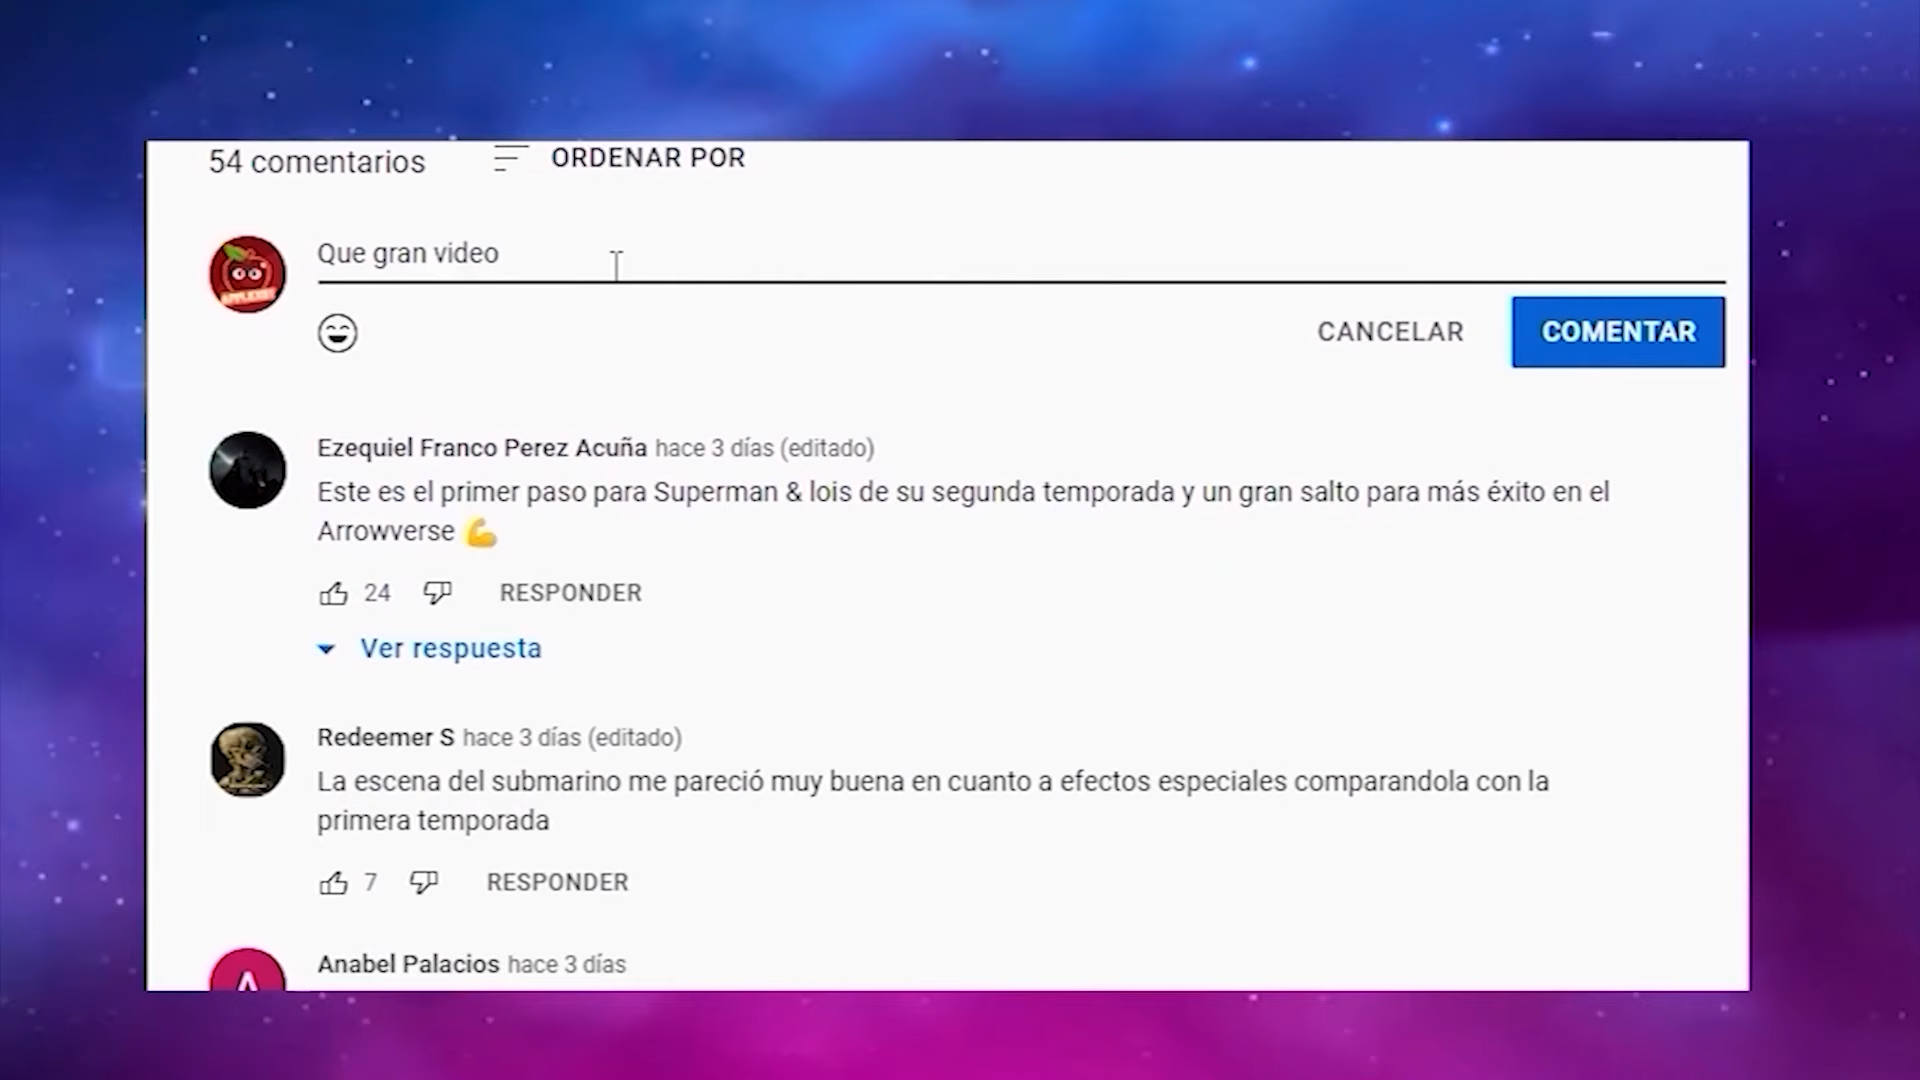 54 comentarios
ORDENAR POR
Que gran video
CANCELAR
COMENTAR
Ezequiel Franco Perez Acuña hace 3 días (editado)
Este es el primer paso para Superman & lois de su segunda temporada y un gran salto para más éxito en el
Arrowverse 💪
24
RESPONDER
Ver respuesta
Redeemer S hace 3 días (editado)
La escena del submarino me pareció muy buena en cuanto a efectos especiales comparandola con la
primera temporada
7
RESPONDER
Anabel Palacios hace 3 días
A